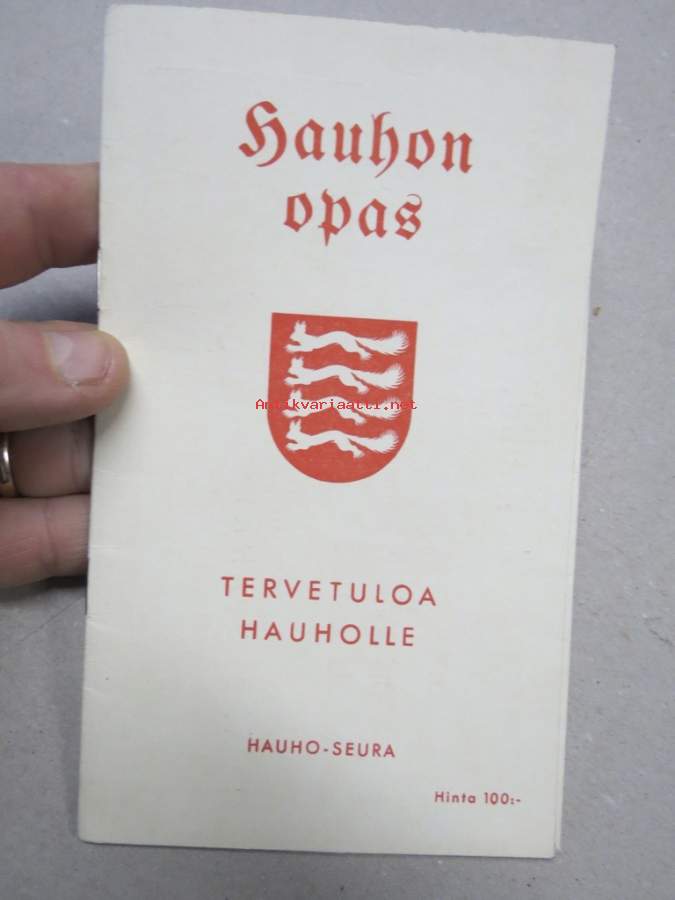 Hauhon
opas
Antikvariaatti.net
TERVETULOA
HAUHOLLE
HAUHO-SEURA
Hinta 100:-